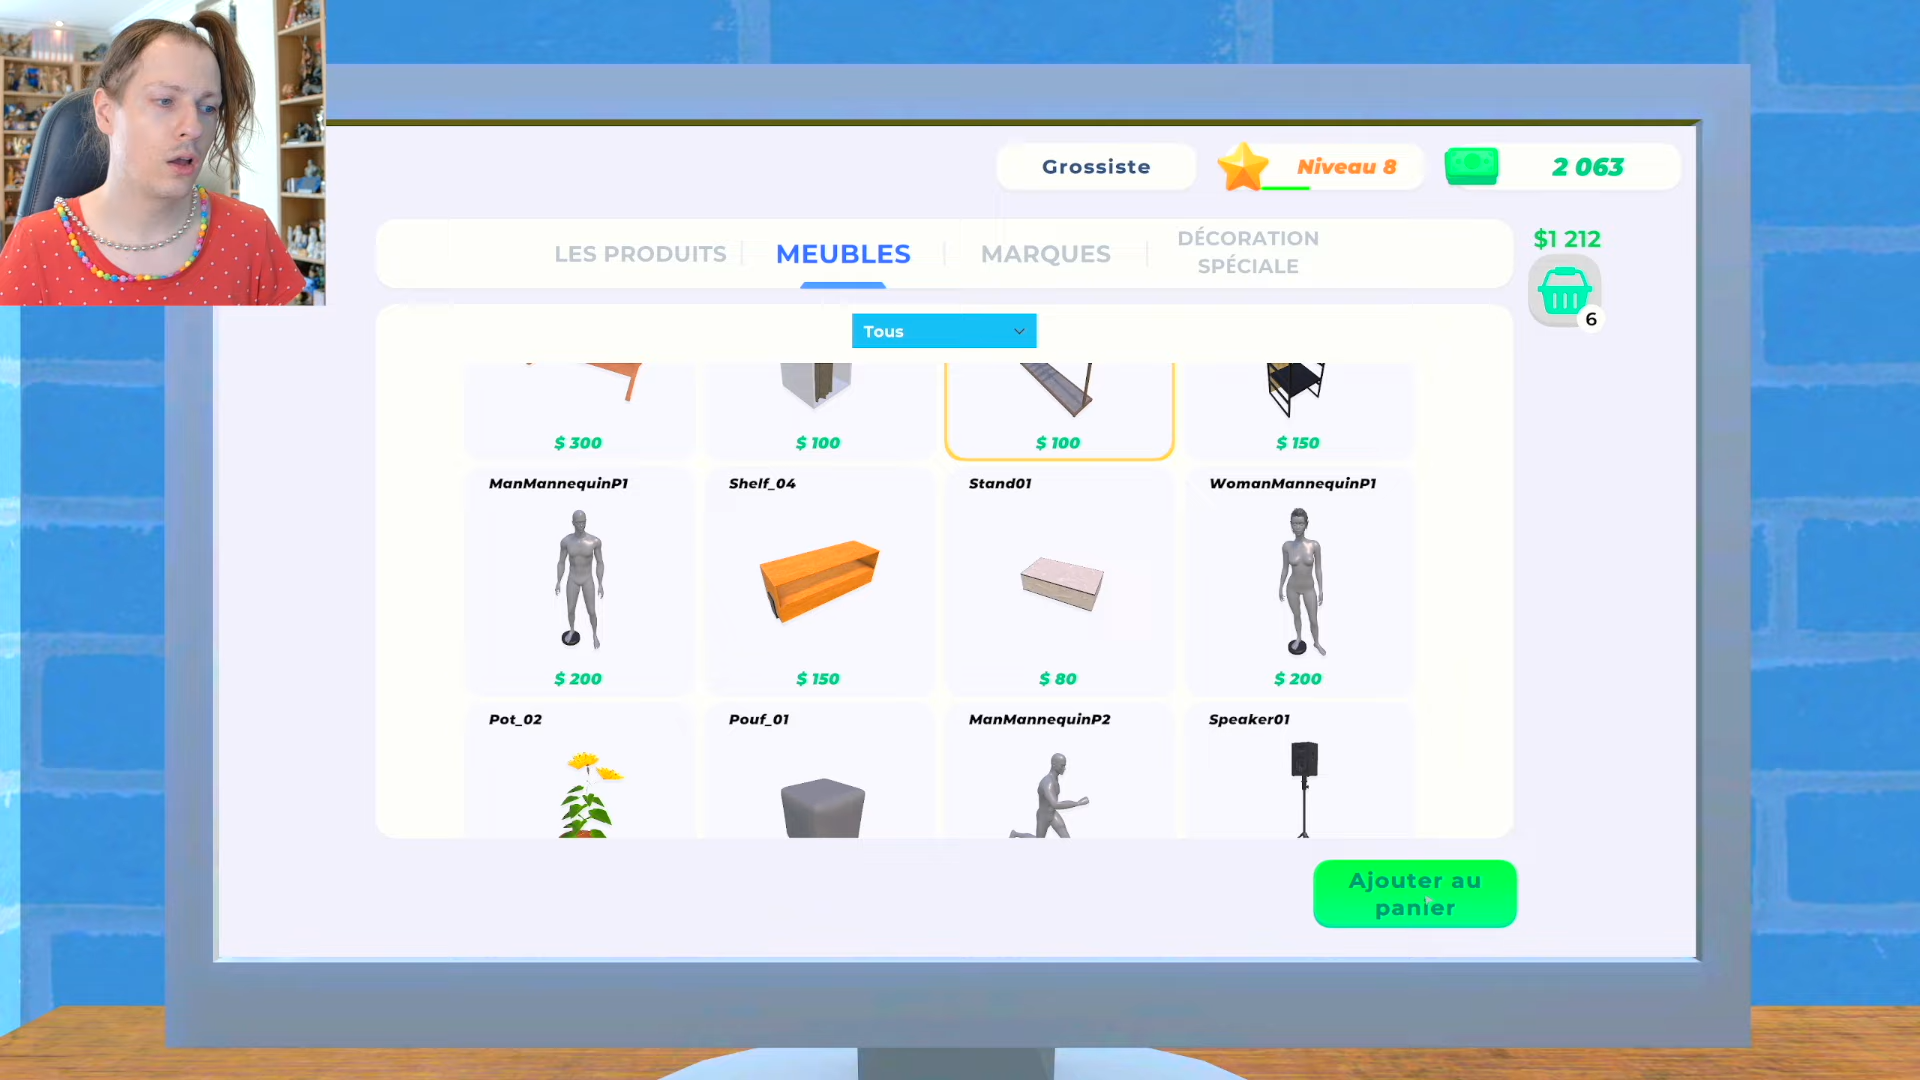 Grossiste
Niveau 8
2 063
LES PRODUITS
MEUBLES
MARQUES
DÉCORATION
SPÉCIALE
$1 212
6
Tous
$ 300
$ 100
$ 100
$ 150
ManMannequinP1
Shelf_04
Stand01
WomanMannequinP1
$ 200
$ 150
$ 80
$ 200
Pot_02
Pouf_01
ManMannequinP2
Speaker01
Ajouter au
panier